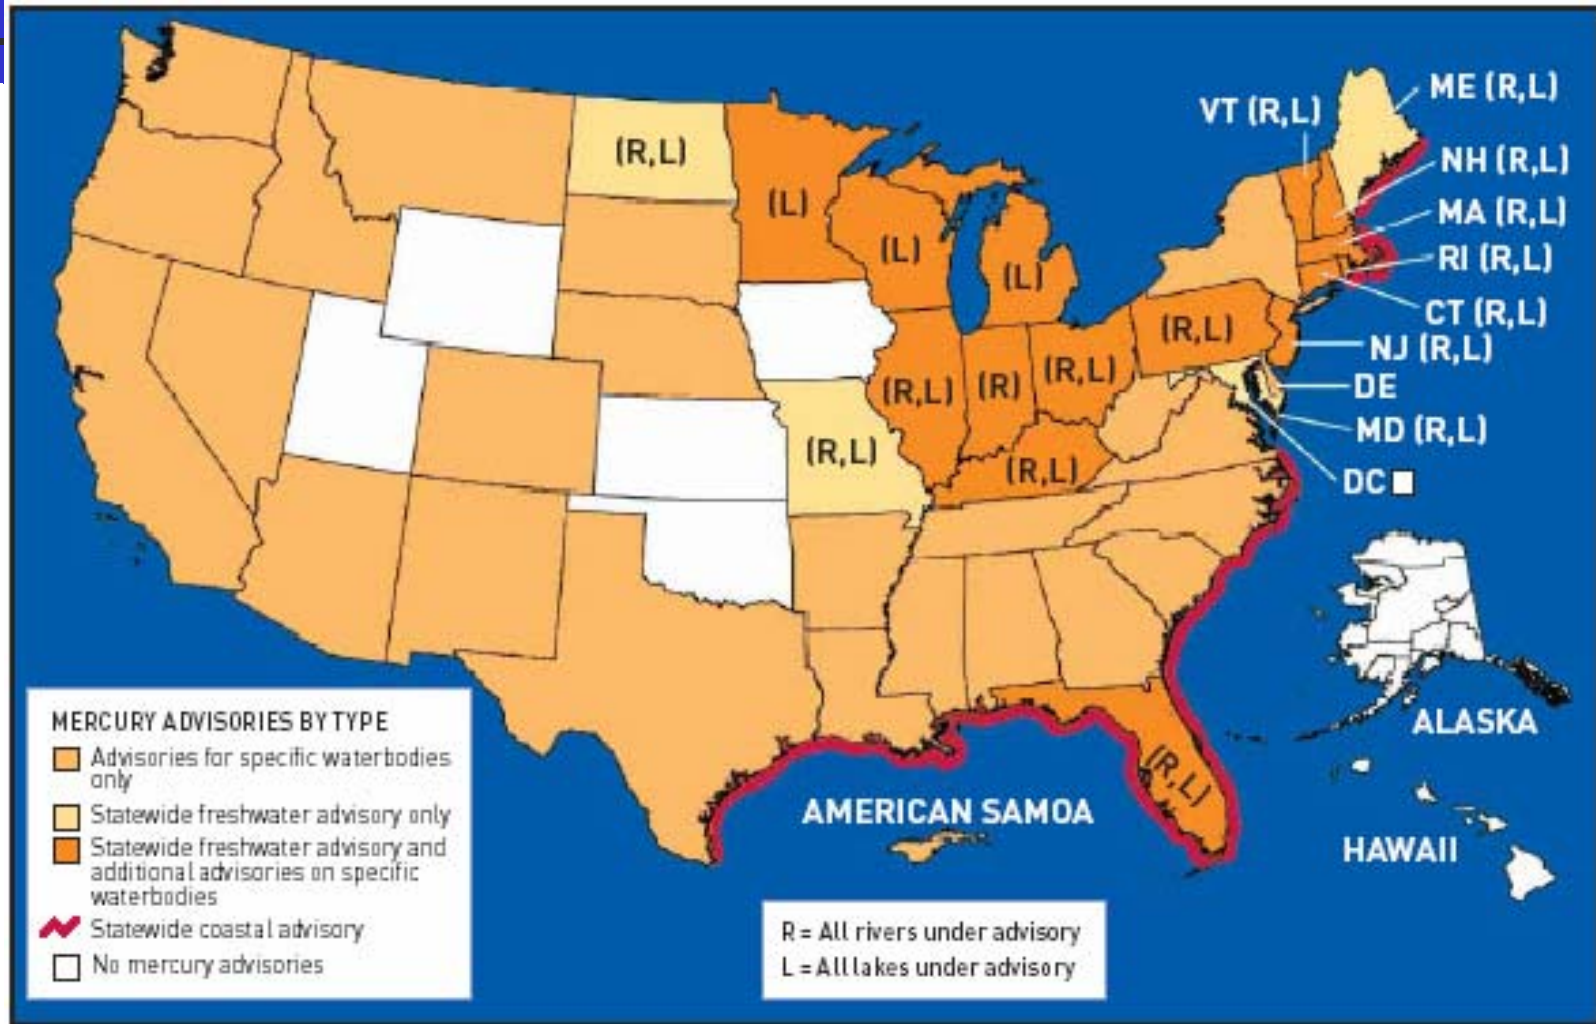 VT (R,L)
ME (R,L)
(R,L)
NH (R,L)
(L)
MA (R,L)
(L)
RI (R,L)
(L)
CT (R,L)
(R,L)
NJ (R,L)
(R,L)
(R)
(R,L)
DE
MD (R,L)
(R,L)
(R,L)
DC
ALASKA
(R,L)
AMERICAN SAMOA
HAWAII
MERCURY ADVISORIES BY TYPE
Advisories for specific waterbodies
only
Statewide freshwater advisory only
Statewide freshwater advisory and
additional advisories on specific
waterbodies
Statewide coastal advisory
No mercury advisories
R = All rivers under advisory
L = All lakes under advisory